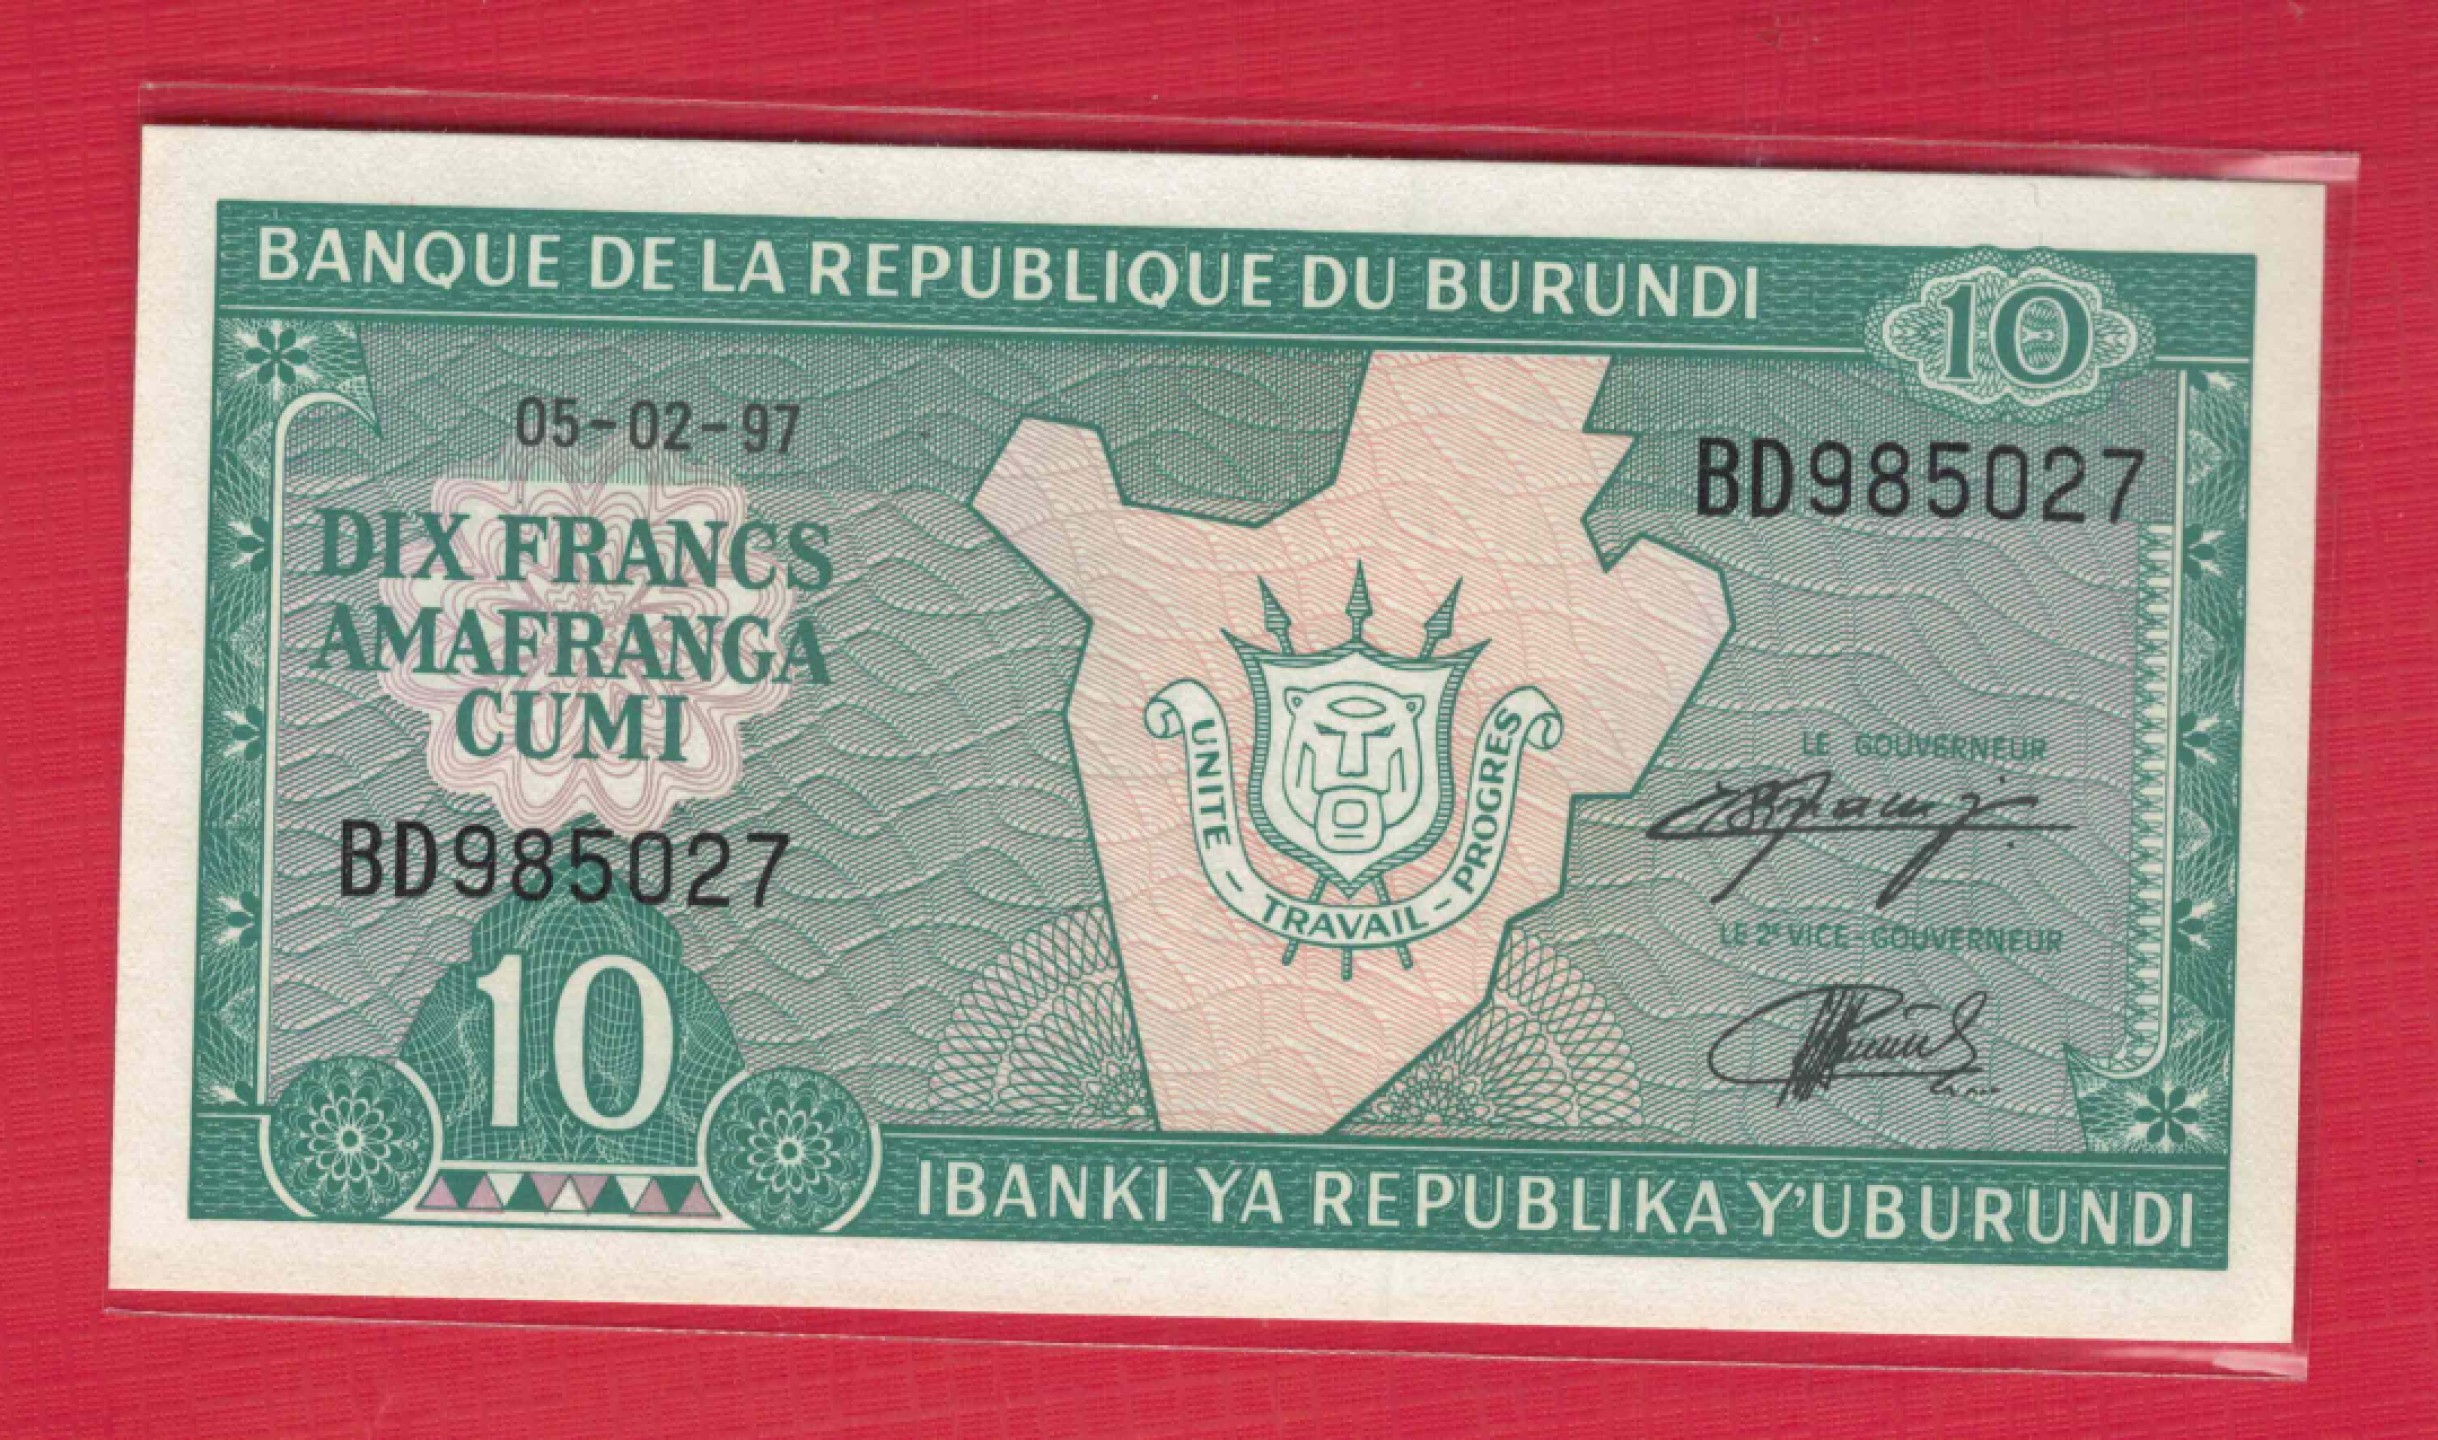 BANQUE DE LA REPUBLIQUE DU BURUNDI
10
05-02-97
BD985027
DIX FRANCS
AMAFRANGA
CUMI
UNITE - TRAVAIL - PROGRES
LE GOUVERNEUR
BD985027
LE 2e VICE-GOUVERNEUR
10
IBANKI YA REPUBLIKA Y'UBURUNDI